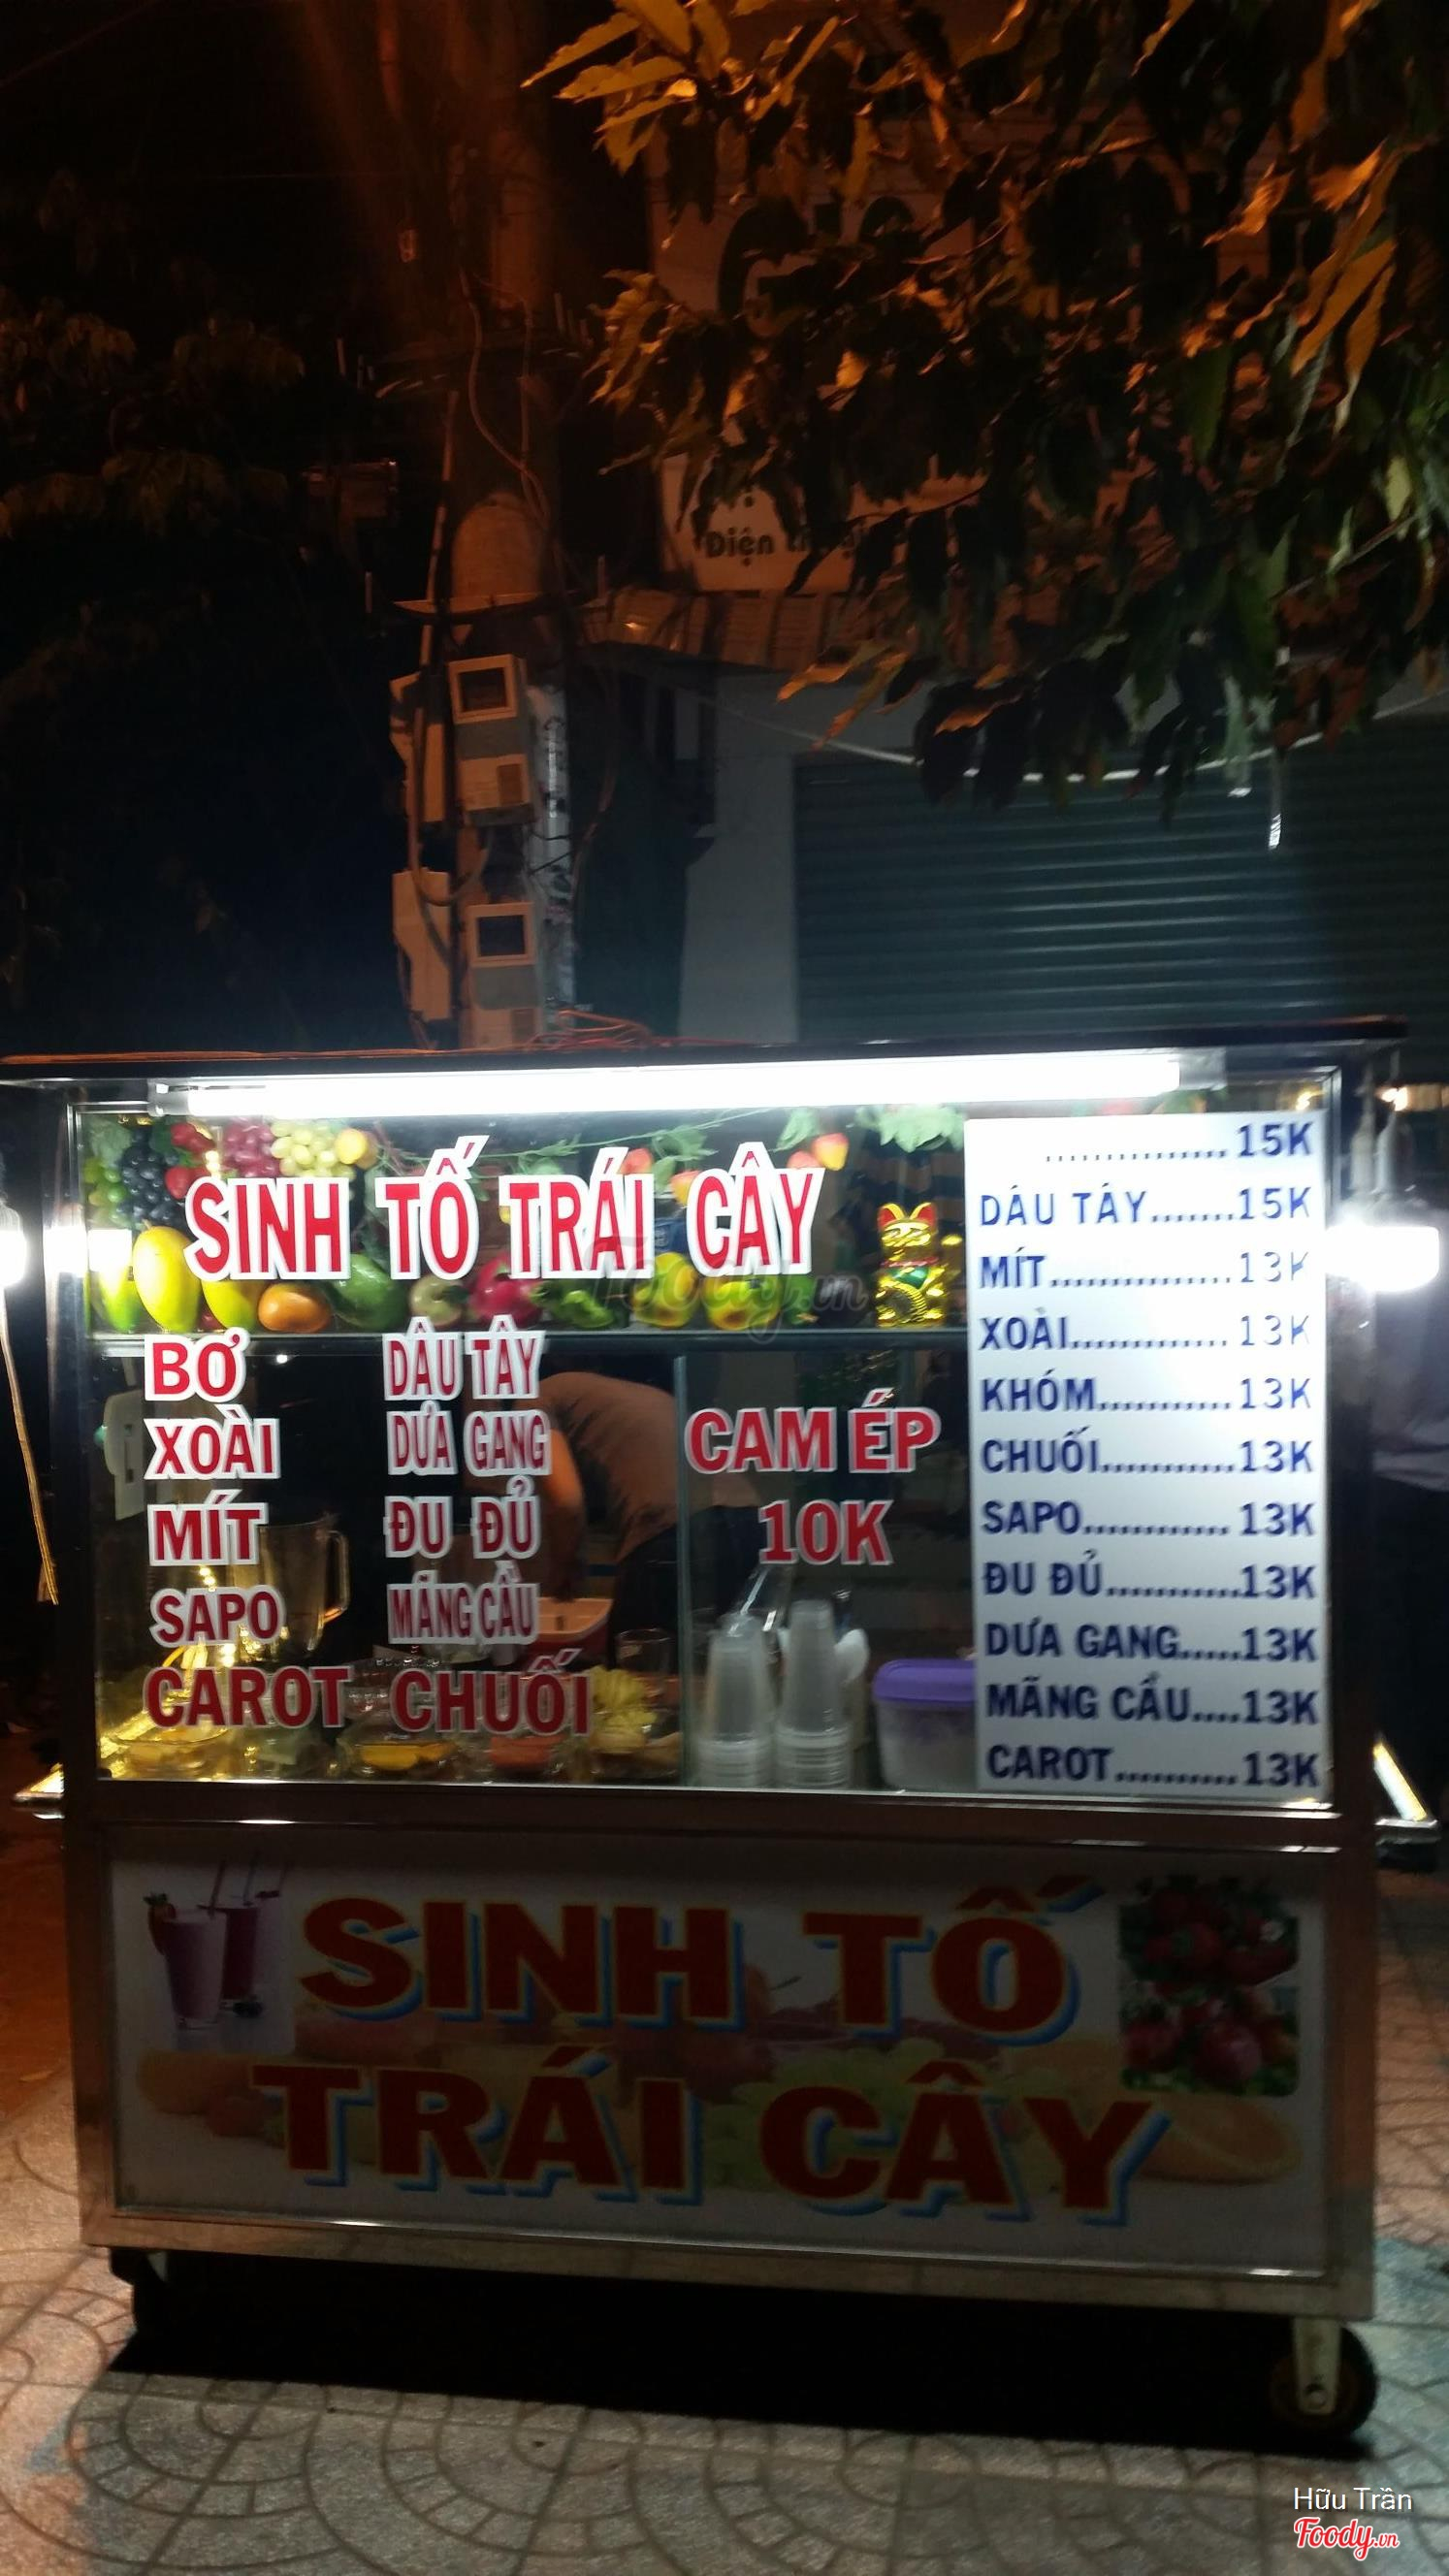 Điện
SINH TỐ TRÁI CÂY
BƠ
XOÀI
MÍT
SAPO
CAROT
DÂU TÂY
DƯA GANG
ĐU ĐỦ
MÃNG CẦU
CHUỐI
CAM ÉP
10K
............... 15K
DÂU TÂY.......15K
MÍT...............13K
XOÀI............. 13K
KHÓM...........13K
CHUỐI...........13K
SAPO............ 13K
ĐU ĐỦ............13K
DƯA GANG.....13K
MÃNG CẦU....13K
CAROT..........13K
SINH TỐ
TRÁI CÂY
Foody.vn
Hữu Trần
Foody.vn